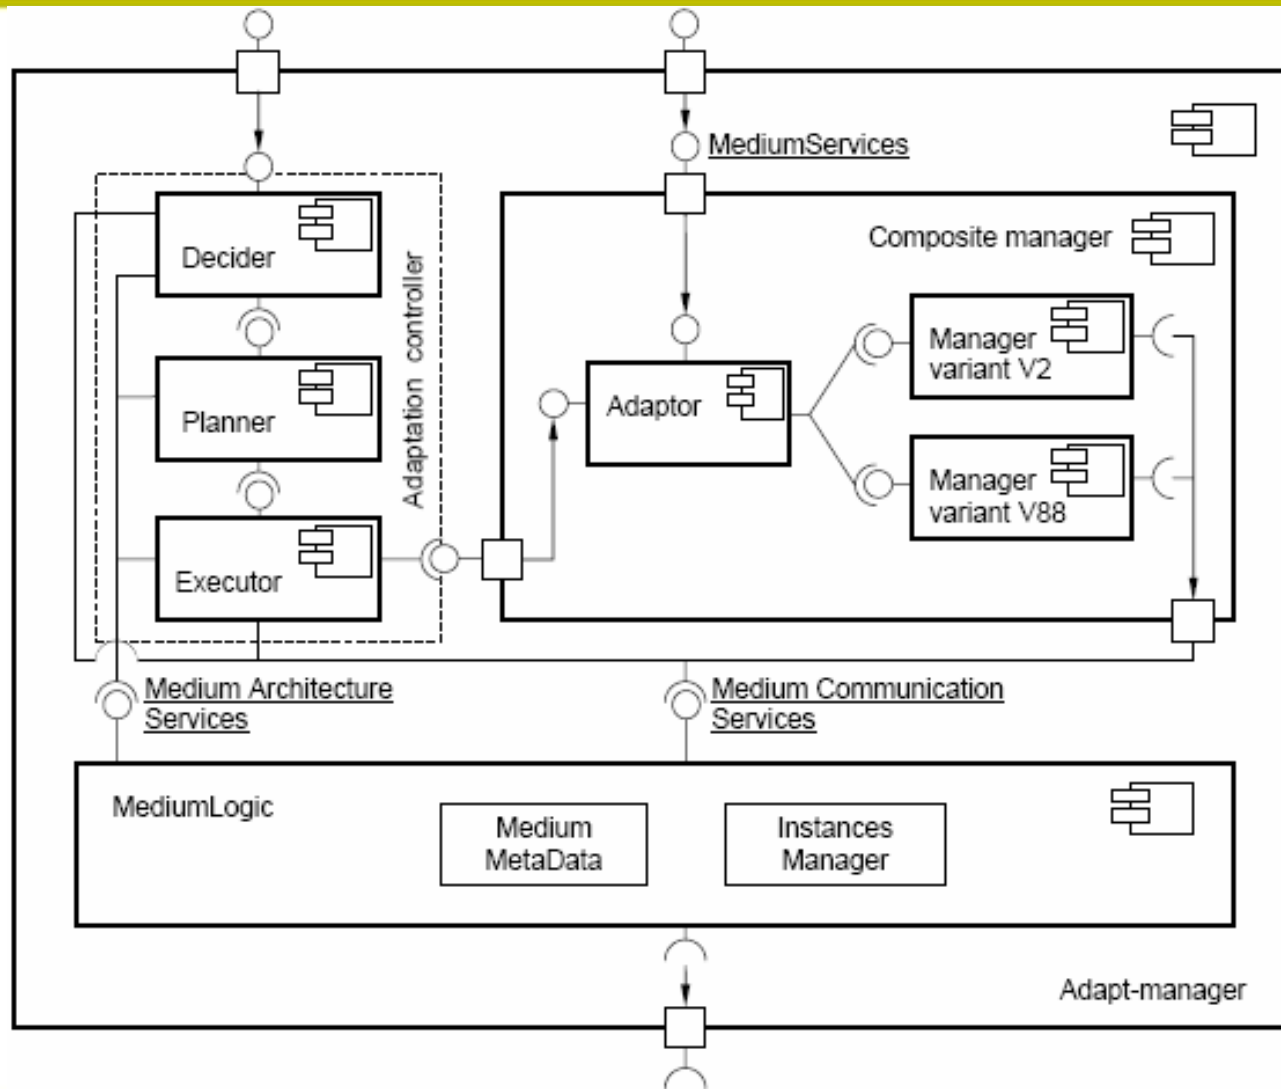 MediumServices
Decider
Composite manager
Adaptation controller
Manager
variant V2
Planner
Adaptor
Manager
variant V88
Executor
Medium Architecture
Services
Medium Communication
Services
MediumLogic
Medium
MetaData
Instances
Manager
Adapt-manager